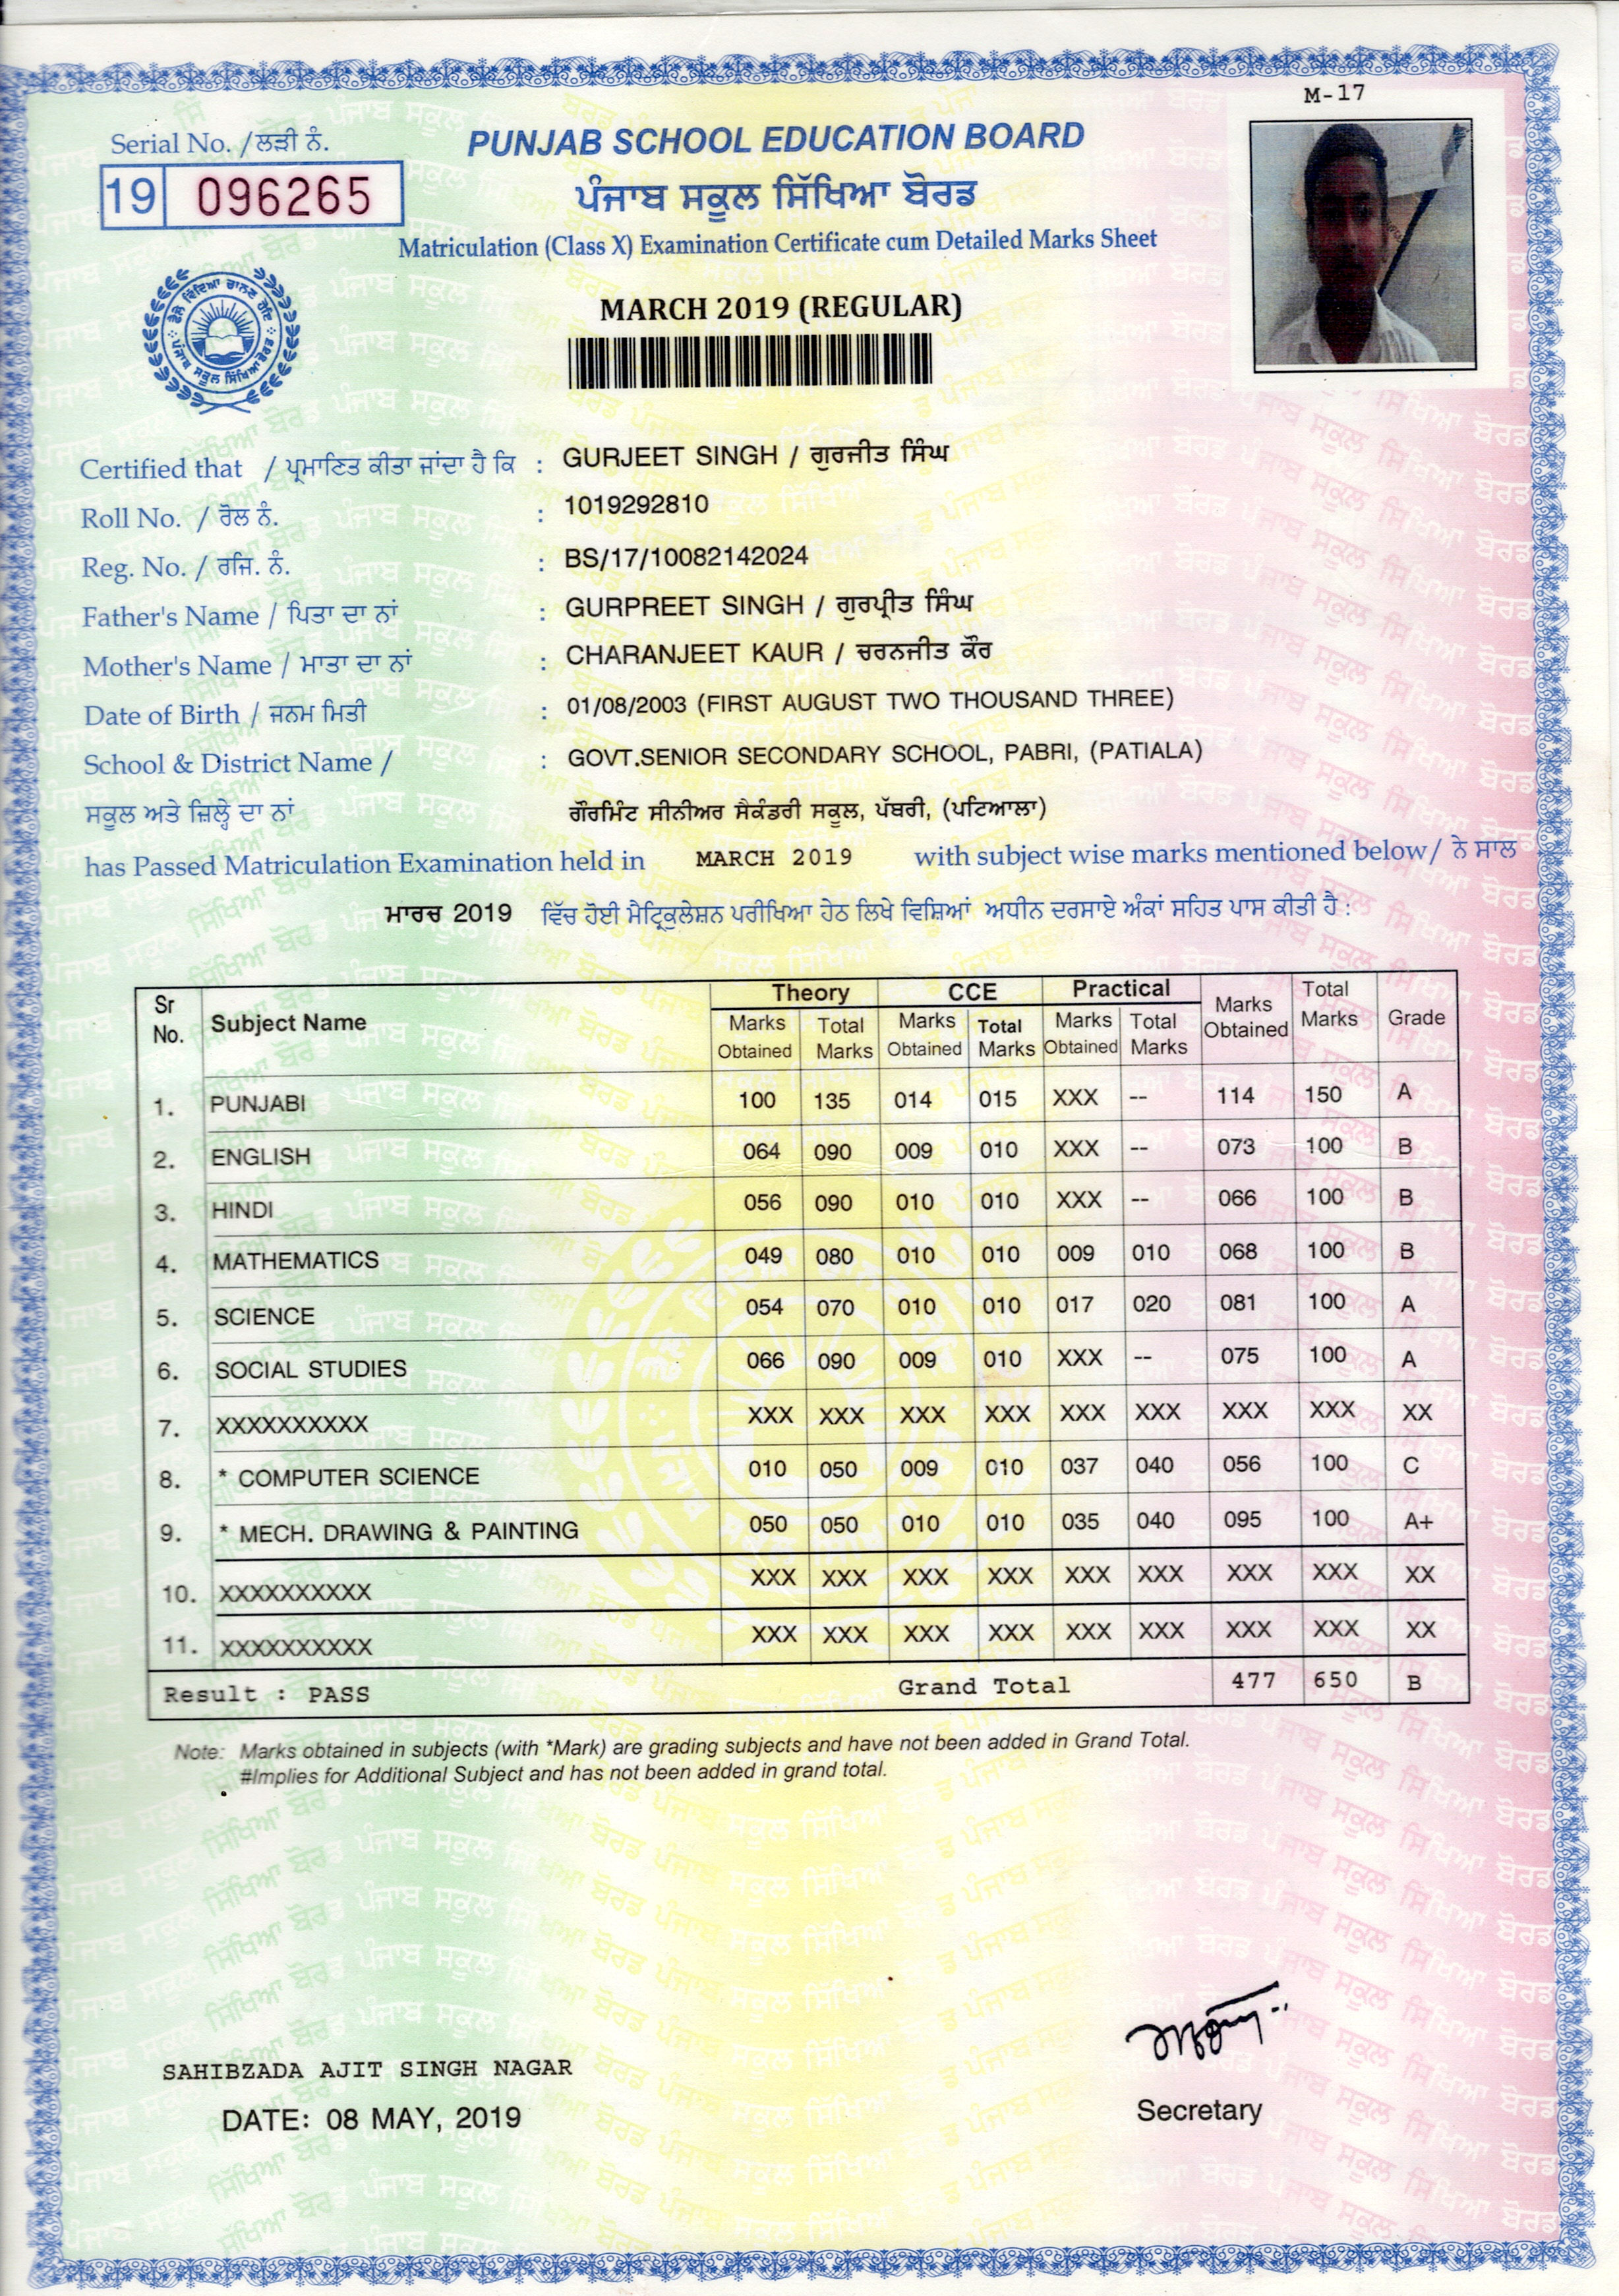 M-17
Serial No. /ਲੜੀ ਨੰ.
19 096265
PUNJAB SCHOOL EDUCATION BOARD
ਪੰਜਾਬ ਸਕੂਲ ਸਿੱਖਿਆ ਬੋਰਡ
Matriculation (Class X) Examination Certificate cum Detailed Marks Sheet
MARCH 2019 (REGULAR)
ਪੰਜਾਬ ਸਕੂਲ ਸਿੱਖਿਆ ਬੋਰਡ
Certified that / ਪ੍ਰਮਾਣਿਤ ਕੀਤਾ ਜਾਂਦਾ ਹੈ ਕਿ : GURJEET SINGH / ਗੁਰਜੀਤ ਸਿੰਘ
Roll No. / ਰੋਲ ਨੰ. : 1019292810
Reg. No. / ਰਜਿ. ਨੰ. : BS/17/10082142024
Father's Name / ਪਿਤਾ ਦਾ ਨਾਂ : GURPREET SINGH / ਗੁਰਪ੍ਰੀਤ ਸਿੰਘ
Mother's Name / ਮਾਤਾ ਦਾ ਨਾਂ : CHARANJEET KAUR / ਚਰਨਜੀਤ ਕੌਰ
Date of Birth / ਜਨਮ ਮਿਤੀ : 01/08/2003 (FIRST AUGUST TWO THOUSAND THREE)
School & District Name / : GOVT.SENIOR SECONDARY SCHOOL, PABRI, (PATIALA)
ਸਕੂਲ ਅਤੇ ਜ਼ਿਲ੍ਹੇ ਦਾ ਨਾਂ ਗੌਰਮਿੰਟ ਸੀਨੀਅਰ ਸੈਕੰਡਰੀ ਸਕੂਲ, ਪੱਬਰੀ, (ਪਟਿਆਲਾ)
has Passed Matriculation Examination held in MARCH 2019 with subject wise marks mentioned below/ ਨੇ ਸਾਲ
ਮਾਰਚ 2019 ਵਿੱਚ ਹੋਈ ਮੈਟ੍ਰਿਕੁਲੇਸ਼ਨ ਪਰੀਖਿਆ ਹੇਠ ਲਿਖੇ ਵਿਸ਼ਿਆਂ ਅਧੀਨ ਦਰਸਾਏ ਅੰਕਾਂ ਸਹਿਤ ਪਾਸ ਕੀਤੀ ਹੈ :
Sr No. Subject Name Theory CCE Practical Marks Obtained Total Marks Grade
Marks Obtained Total Marks Marks Obtained Total Marks Marks Obtained Total Marks
1. PUNJABI 100 135 014 015 XXX -- 114 150 A
2. ENGLISH 064 090 009 010 XXX -- 073 100 B
3. HINDI 056 090 010 010 XXX -- 066 100 B
4. MATHEMATICS 049 080 010 010 009 010 068 100 B
5. SCIENCE 054 070 010 010 017 020 081 100 A
6. SOCIAL STUDIES 066 090 009 010 XXX -- 075 100 A
7. XXXXXXXXXX XXX XXX XXX XXX XXX XXX XXX XXX XX
8. * COMPUTER SCIENCE 010 050 009 010 037 040 056 100 C
9. * MECH. DRAWING & PAINTING 050 050 010 010 035 040 095 100 A+
10. XXXXXXXXXX XXX XXX XXX XXX XXX XXX XXX XXX XX
11. XXXXXXXXXX XXX XXX XXX XXX XXX XXX XXX XXX XX
Result : PASS Grand Total 477 650 B
Note: Marks obtained in subjects (with *Mark) are grading subjects and have not been added in Grand Total.
#Implies for Additional Subject and has not been added in grand total.
SAHIBZADA AJIT SINGH NAGAR
DATE: 08 MAY, 2019
Secretary